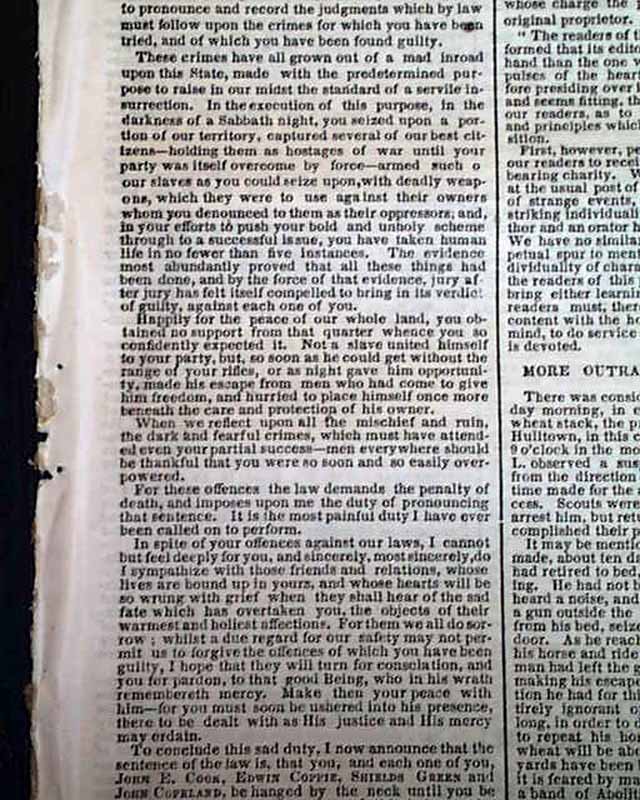 to pronounce and record the judgments which by law
must follow upon the crimes for which you have been
tried, and of which you have been found guilty.
These crimes have all grown out of a mad inroad
upon this State, made with the predetermined pur-
pose to raise in our midst the standard of a servile in-
surrection. In the execution of this purpose, in the
darkness of a Sabbath night, you seized upon a por-
tion of our territory, captured several of our best cit-
izens—holding them as hostages of war until your
party was itself overcome by force—armed such o
our slaves as you could seize upon, with deadly weap-
ons, which they were to use against their owners
whom you denounced to them as their oppressors; and,
in your efforts to push your bold and unholy scheme
through to a successful issue, you have taken human
life in no fewer than five instances. The evidence
most abundantly proved that all these things had
been done, and by the force of that evidence, jury af-
ter jury has felt itself compelled to bring in its verdict
of guilty, against each one of you.
Happily for the peace of our whole land, you ob-
tained no support from that quarter whence you so
confidently expected it. Not a slave united himself
to your party, but, so soon as he could get without the
range of your rifles, or as night gave him opportuni-
ty, made his escape from men who had come to give
him freedom, and hurried to place himself once more
beneath the care and protection of his owner.
When we reflect upon all the mischief and ruin,
the dark and fearful crimes, which must have attend-
ed even your partial success—men everywhere should
be thankful that you were so soon and so easily over-
powered.
For these offences the law demands the penalty of
death, and imposes upon me the duty of pronouncing
that sentence. It is the most painful duty I have ever
been called on to perform.
In spite of your offences against our laws, I cannot
but feel deeply for you, and sincerely, most sincerely, do
I sympathize with those friends and relations, whose
lives are bound up in yours, and whose hearts will be
so wrung with grief when they shall hear of the sad
fate which has overtaken you, the objects of their
warmest and holiest affections. For them we all do sor-
row; whilst a due regard for our safety may not per-
mit us to forgive the offences of which you have been
guilty, I hope that they will turn for consolation, and
you for pardon, to that good Being, who in his wrath
remembereth mercy. Make then your peace with
him—for you must soon be ushered into his presence,
there to be dealt with as His justice and His mercy
may ordain.
To conclude this sad duty, I now announce that the
sentence of the law is, that you, and each one of you,
JOHN E. COOK, EDWIN COPPIE, SHIELDS GREEN and
JOHN COPELAND, be hanged by the neck until you be
whose charge the
original proprietor.
" The readers of t
formed that its edito
hand than the one w
pulses of the hear
fore presiding over
and seems fitting, th
our readers, as to
and principles whic
sition.
First, however, pe
our readers to rece
bearing charity. W
at the usual post of
of strange events,
striking individual
thor and an orator h
We have no simila
petual spur to ment
dividuality of char
the readers of this
bring either learni
readers must, ther
content with the ho
mind, to do service
is devoted.
MORE OUTRA
There was consid
day morning, in c
wheat stack, the p
Hulltown, in this c
9 o'clock in the mo
L. observed a sus
from the direction
time made for the
cess. Scouts were
arrest him, but ret
complished their p
It may be mentio
made, about ten da
had retired to bed,
ing. He had not
heard a noise, and
a gun outside the
from his bed, seize
door. As he reac
his horse and ride
man had left the p
making his escape
tion he had for th
tirely ignorant o
long, in order to
to repeat his ho
wheat will be abo
yards have been
it is feared by ma
a band of Aboli